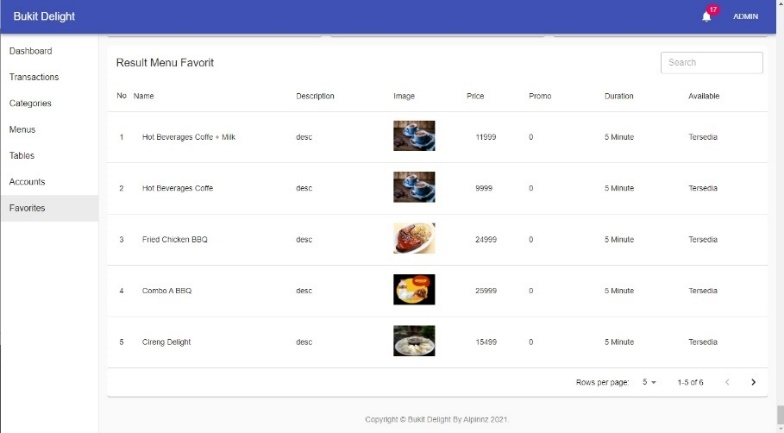 Bukit Delight
17
ADMIN
Dashboard
Transactions
Categories
Menus
Tables
Accounts
Favorites
Result Menu Favorit
Search
No Name Description Image Price Promo Duration Available
1 Hot Beverages Coffe + Milk desc 11999 0 5 Minute Tersedia
2 Hot Beverages Coffe desc 9999 0 5 Minute Tersedia
3 Fried Chicken BBQ desc 24999 0 5 Minute Tersedia
4 Combo A BBQ desc 25999 0 5 Minute Tersedia
5 Cireng Delight desc 15499 0 5 Minute Tersedia
Rows per page: 5 1-5 of 6
Copyright © Bukit Delight By Alpinnz 2021.